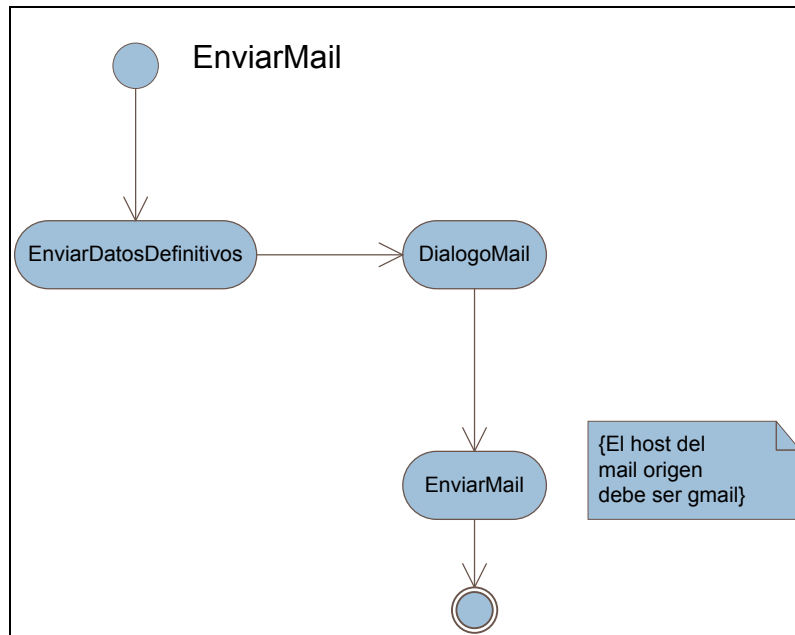 EnviarMail
EnviarDatosDefinitivos
DialogoMail
EnviarMail
{El host del
mail origen
debe ser gmail}